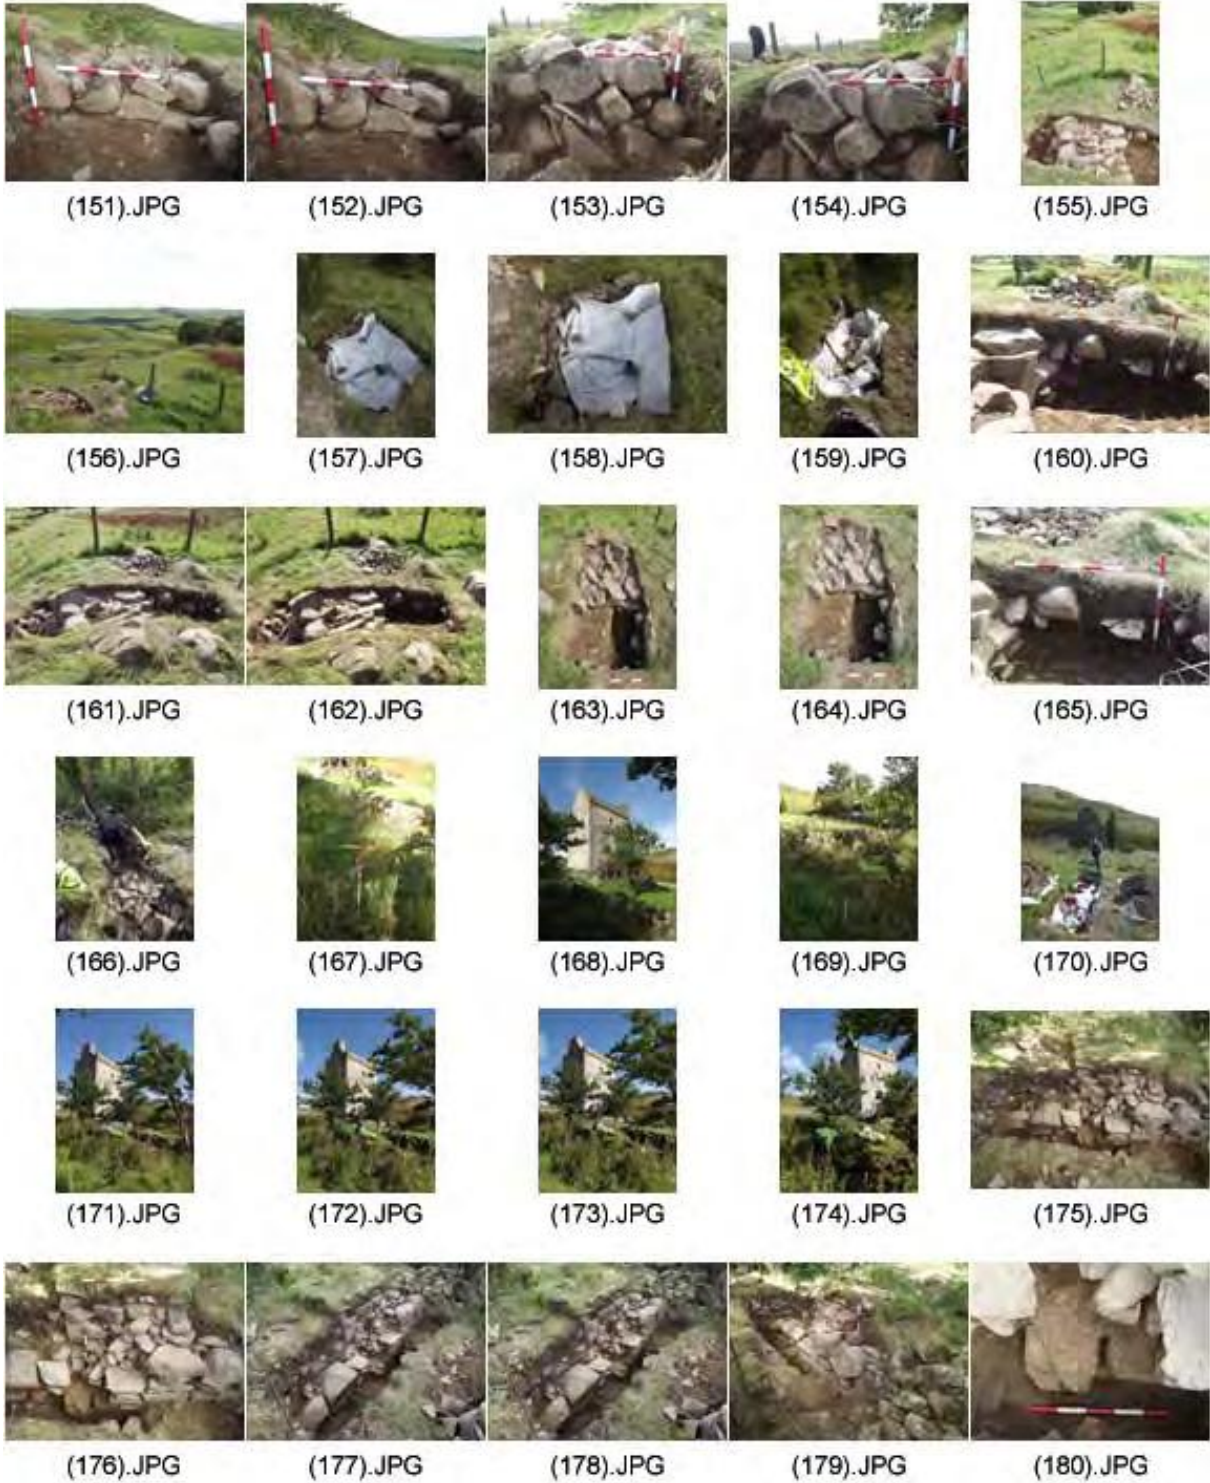 (151).JPG (152).JPG (153).JPG (154).JPG (155).JPG
(156).JPG (157).JPG (158).JPG (159).JPG (160).JPG
(161).JPG (162).JPG (163).JPG (164).JPG (165).JPG
(166).JPG (167).JPG (168).JPG (169).JPG (170).JPG
(171).JPG (172).JPG (173).JPG (174).JPG (175).JPG
(176).JPG (177).JPG (178).JPG (179).JPG (180).JPG